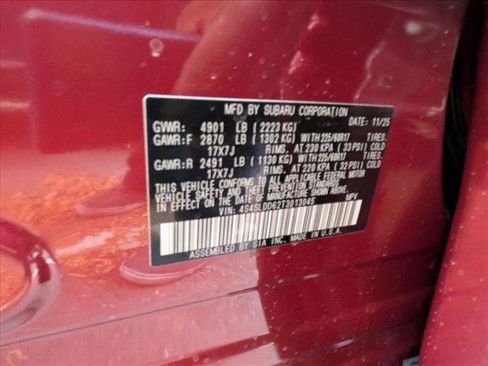 MFD BY SUBARU CORPORATION
DATE: 11/25
GVWR: 4901 LB ( 2223 KG)
GAWR:F 2870 LB ( 1302 KG) WITH 225/60R17 TIRES.
17X7J RIMS. AT 230 KPA ( 33 PSI) COLD
GAWR:R 2491 LB ( 1130 KG) WITH 225/60R17 TIRES.
17X7J RIMS. AT 220 KPA ( 32 PSI) COLD
THIS VEHICLE CONFORMS TO ALL APPLICABLE FEDERAL MOTOR
VEHICLE SAFETY AND THEFT PREVENTION STANDARDS IN EFFECT
ON THE DATE OF MANUFACTURE SHOWN ABOVE.
VIN: 4S4SLDD62T3013045 MPV
ASSEMBLED BY SIA INC. MADE IN U.S.A.